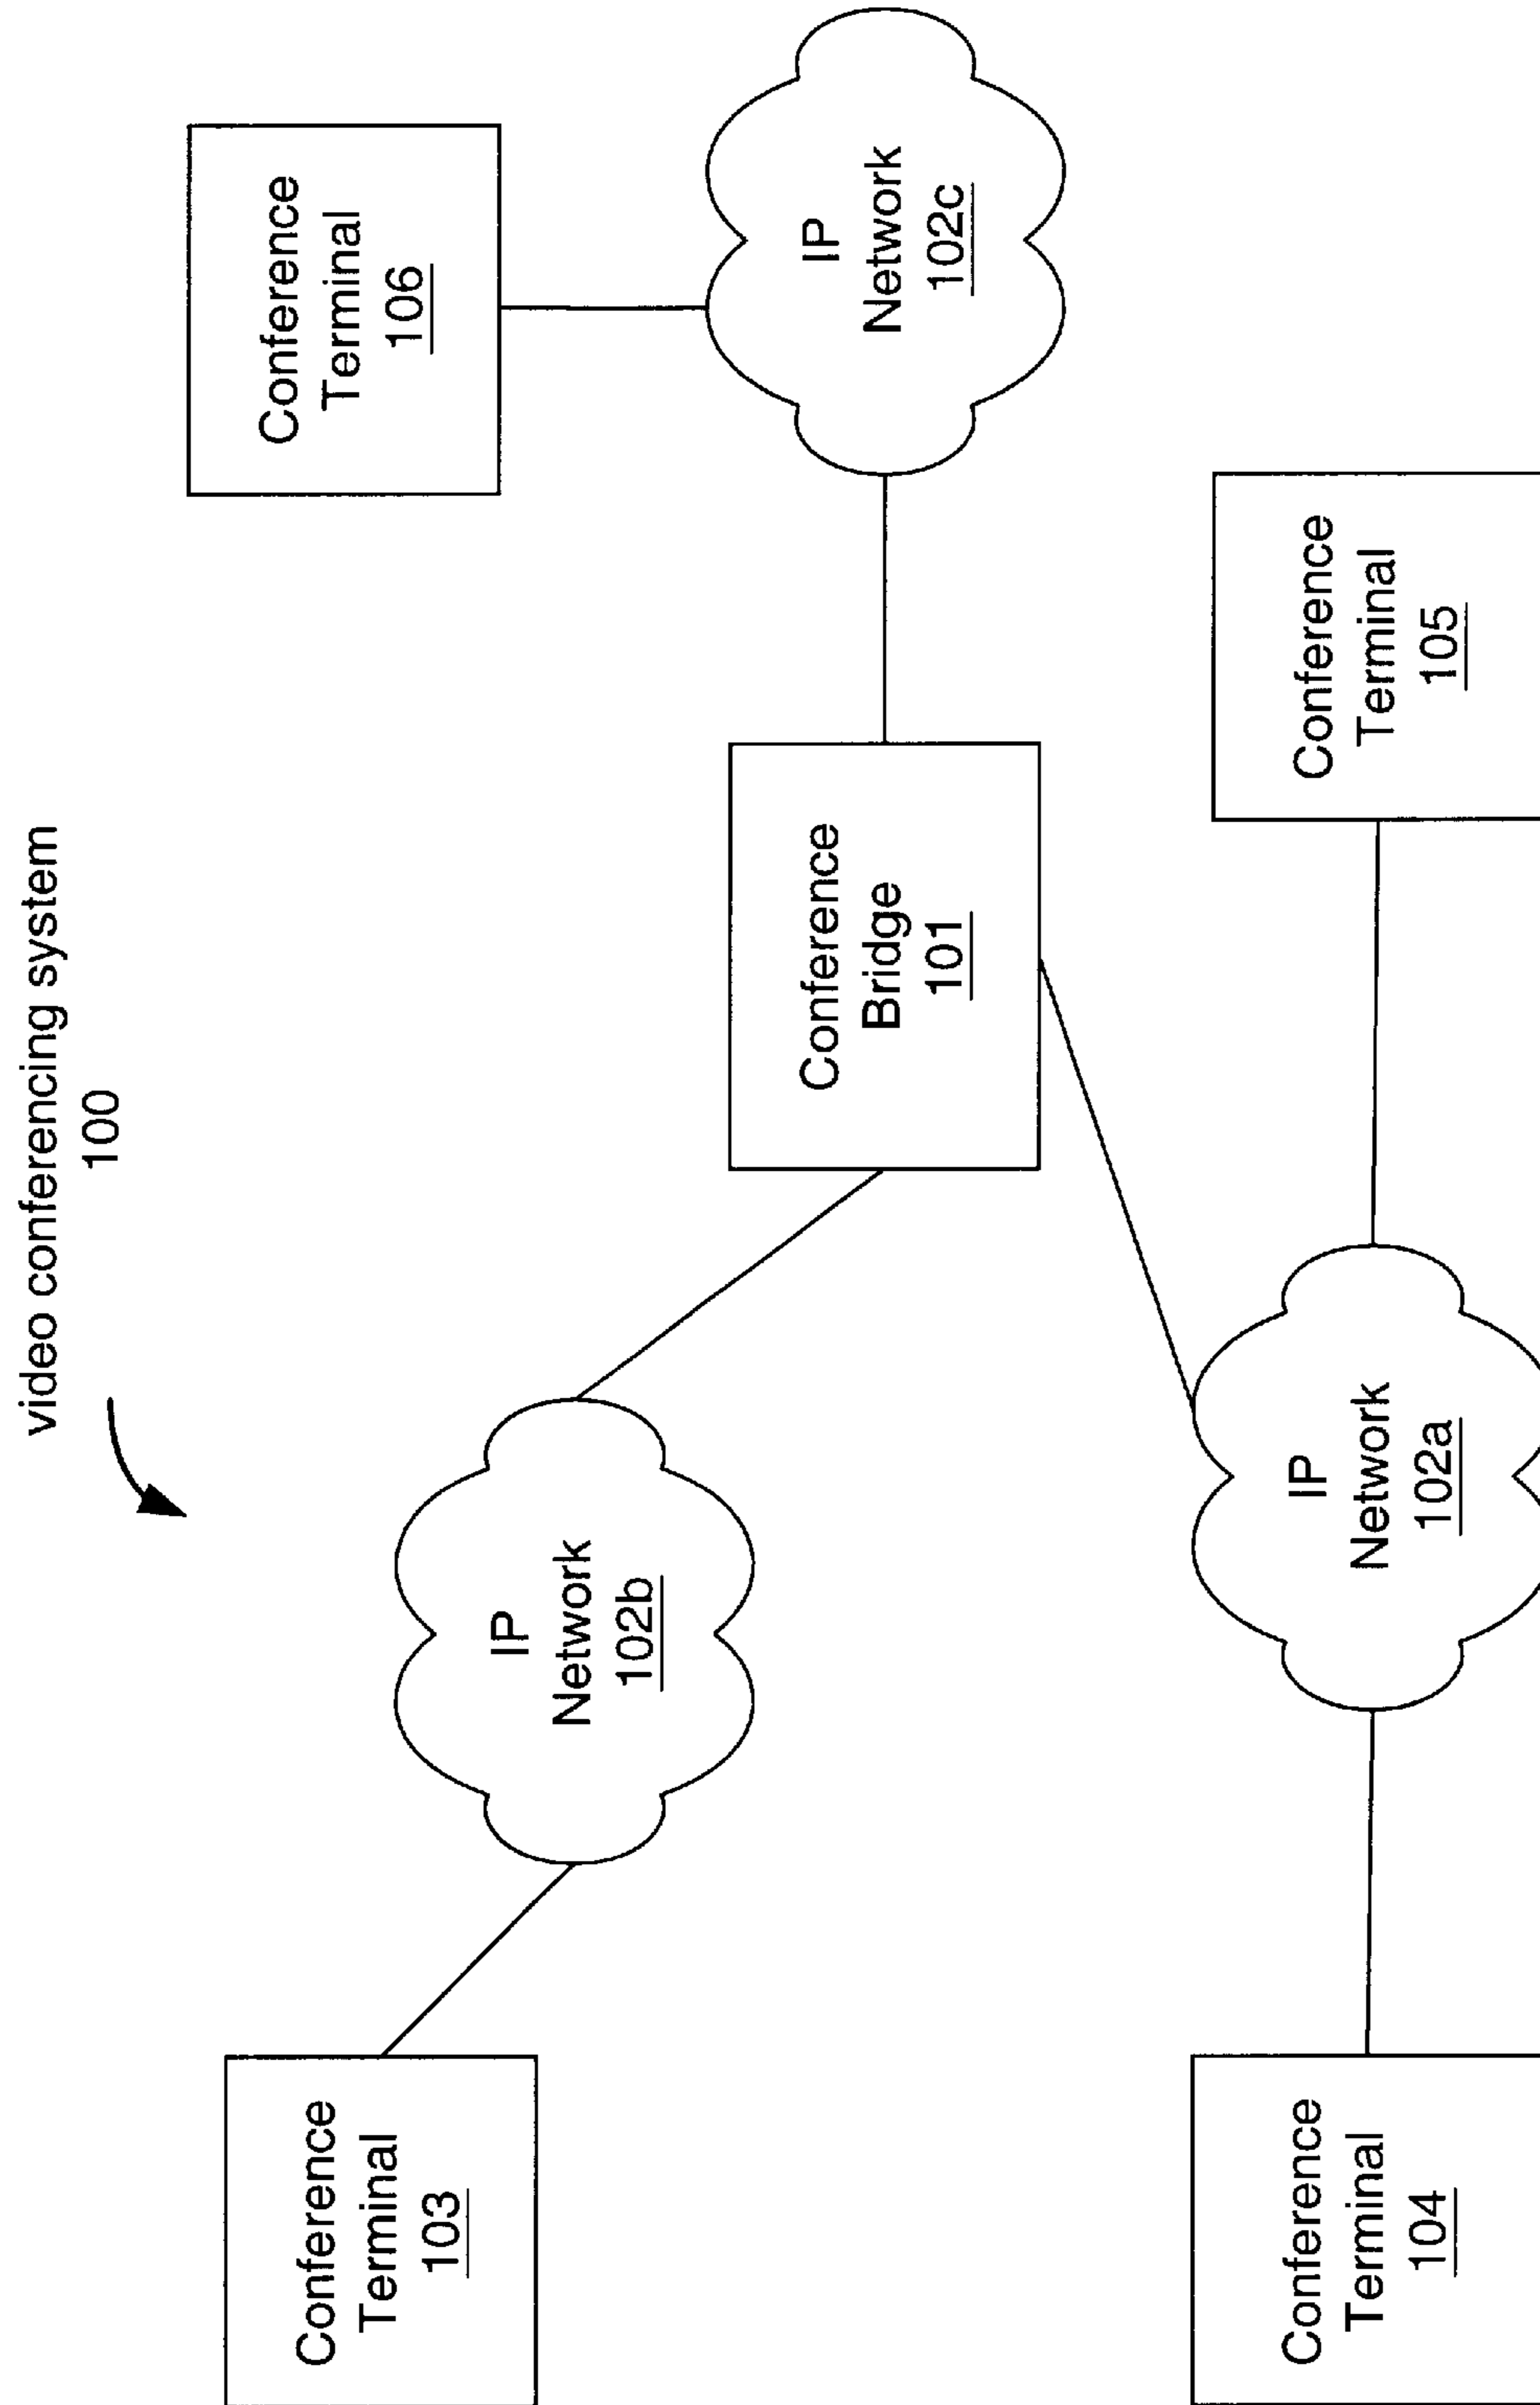 video conferencing system
100
Conference
Terminal
103
IP
Network
102b
Conference
Bridge
101
Conference
Terminal
106
IP
Network
102c
Conference
Terminal
104
IP
Network
102a
Conference
Terminal
105